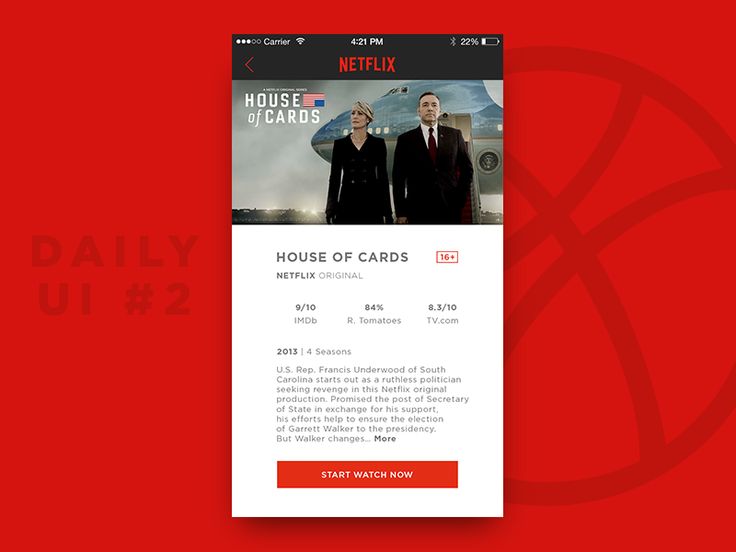 Carrier
4:21 PM
22%
NETFLIX
A NETFLIX ORIGINAL SERIES
HOUSE
of CARDS
DAILY
UI #2
HOUSE OF CARDS
16+
NETFLIX ORIGINAL
9/10
84%
8.3/10
IMDb
R. Tomatoes
TV.com
2013 | 4 Seasons
U.S. Rep. Francis Underwood of South
Carolina starts out as a ruthless politician
seeking revenge in this Netflix original
production. Promised the post of Secretary
of State in exchange for his support,
his efforts help to ensure the election
of Garrett Walker to the presidency.
But Walker changes... More
START WATCH NOW